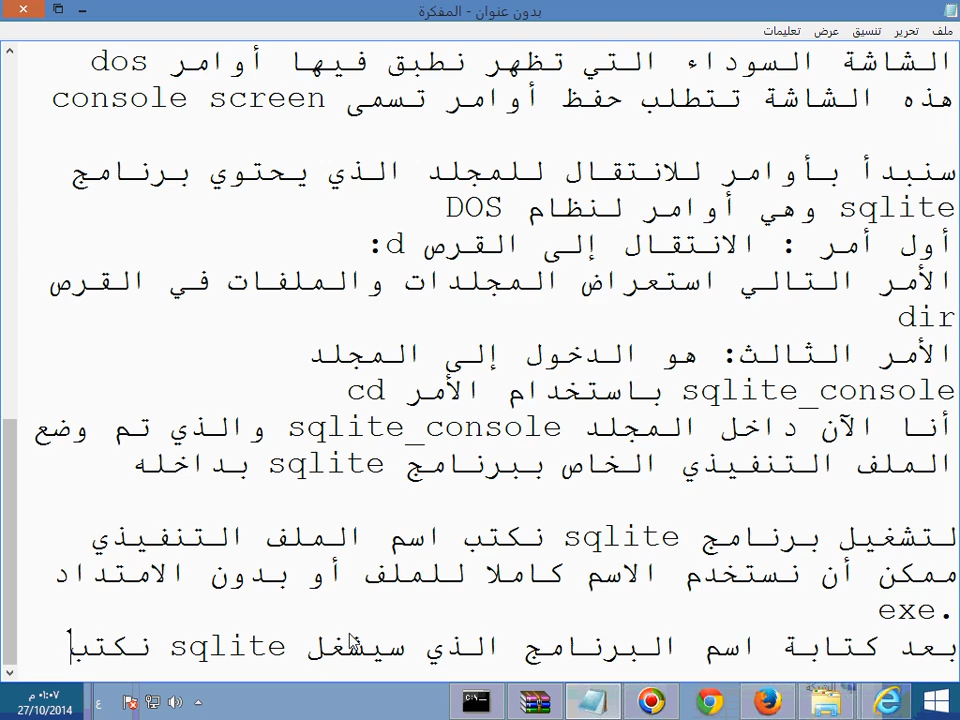 بدون عنوان - المفكرة
ملف تحرير تنسيق عرض تعليمات
الشاشة السوداء التي تظهر نطبق فيها أوامر dos
هذه الشاشة تتطلب حفظ أوامر تسمى console screen
سنبدأ بأوامر للانتقال للمجلد الذي يحتوي برنامج
sqlite وهي أوامر لنظام DOS
أول أمر : الانتقال إلى القرص d:
الأمر التالي استعراض المجلدات والملفات في القرص
dir
الأمر الثالث: هو الدخول إلى المجلد
sqlite_console باستخدام الأمر cd
أنا الآن داخل المجلد sqlite_console والذي تم وضع
الملف التنفيذي الخاص ببرنامج sqlite بداخله
لتشغيل برنامج sqlite نكتب اسم الملف التنفيذي
ممكن أن نستخدم الاسم كاملا للملف أو بدون الامتداد
.exe
بعد كتابة اسم البرنامج الذي سيشغل sqlite نكتب
C:\
ع
٠١:٠٧ م
27/10/2014